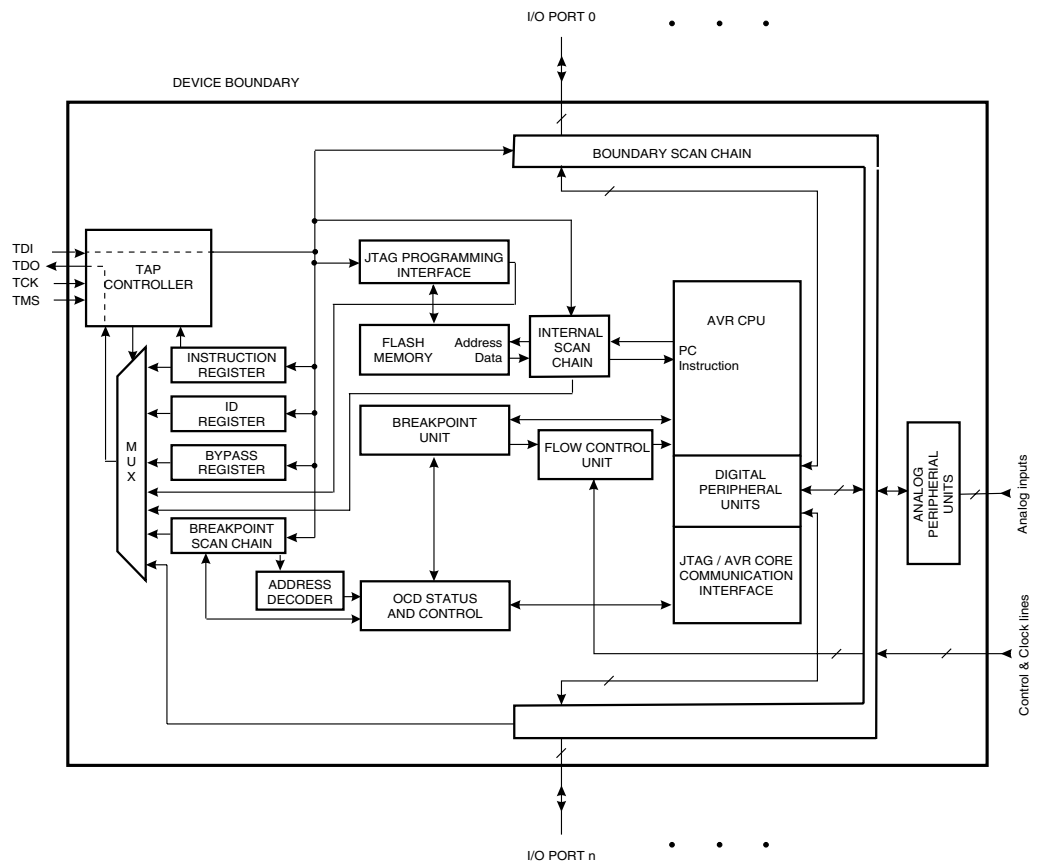 I/O PORT 0
DEVICE BOUNDARY
BOUNDARY SCAN CHAIN
TDI
TDO
TCK
TMS
TAP
CONTROLLER
JTAG PROGRAMMING
INTERFACE
AVR CPU
FLASH
MEMORY
Address
Data
INTERNAL
SCAN
CHAIN
PC
Instruction
INSTRUCTION
REGISTER
ID
REGISTER
M
U
X
BYPASS
REGISTER
BREAKPOINT
UNIT
FLOW CONTROL
UNIT
DIGITAL
PERIPHERAL
UNITS
ANALOG
PERIPHERIAL
UNITS
Analog inputs
BREAKPOINT
SCAN CHAIN
ADDRESS
DECODER
OCD STATUS
AND CONTROL
JTAG / AVR CORE
COMMUNICATION
INTERFACE
Control & Clock lines
I/O PORT n